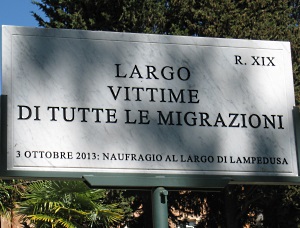 R. XIX
LARGO
VITTIME
DI TUTTE LE MIGRAZIONI
3 OTTOBRE 2013: NAUFRAGIO AL LARGO DI LAMPEDUSA